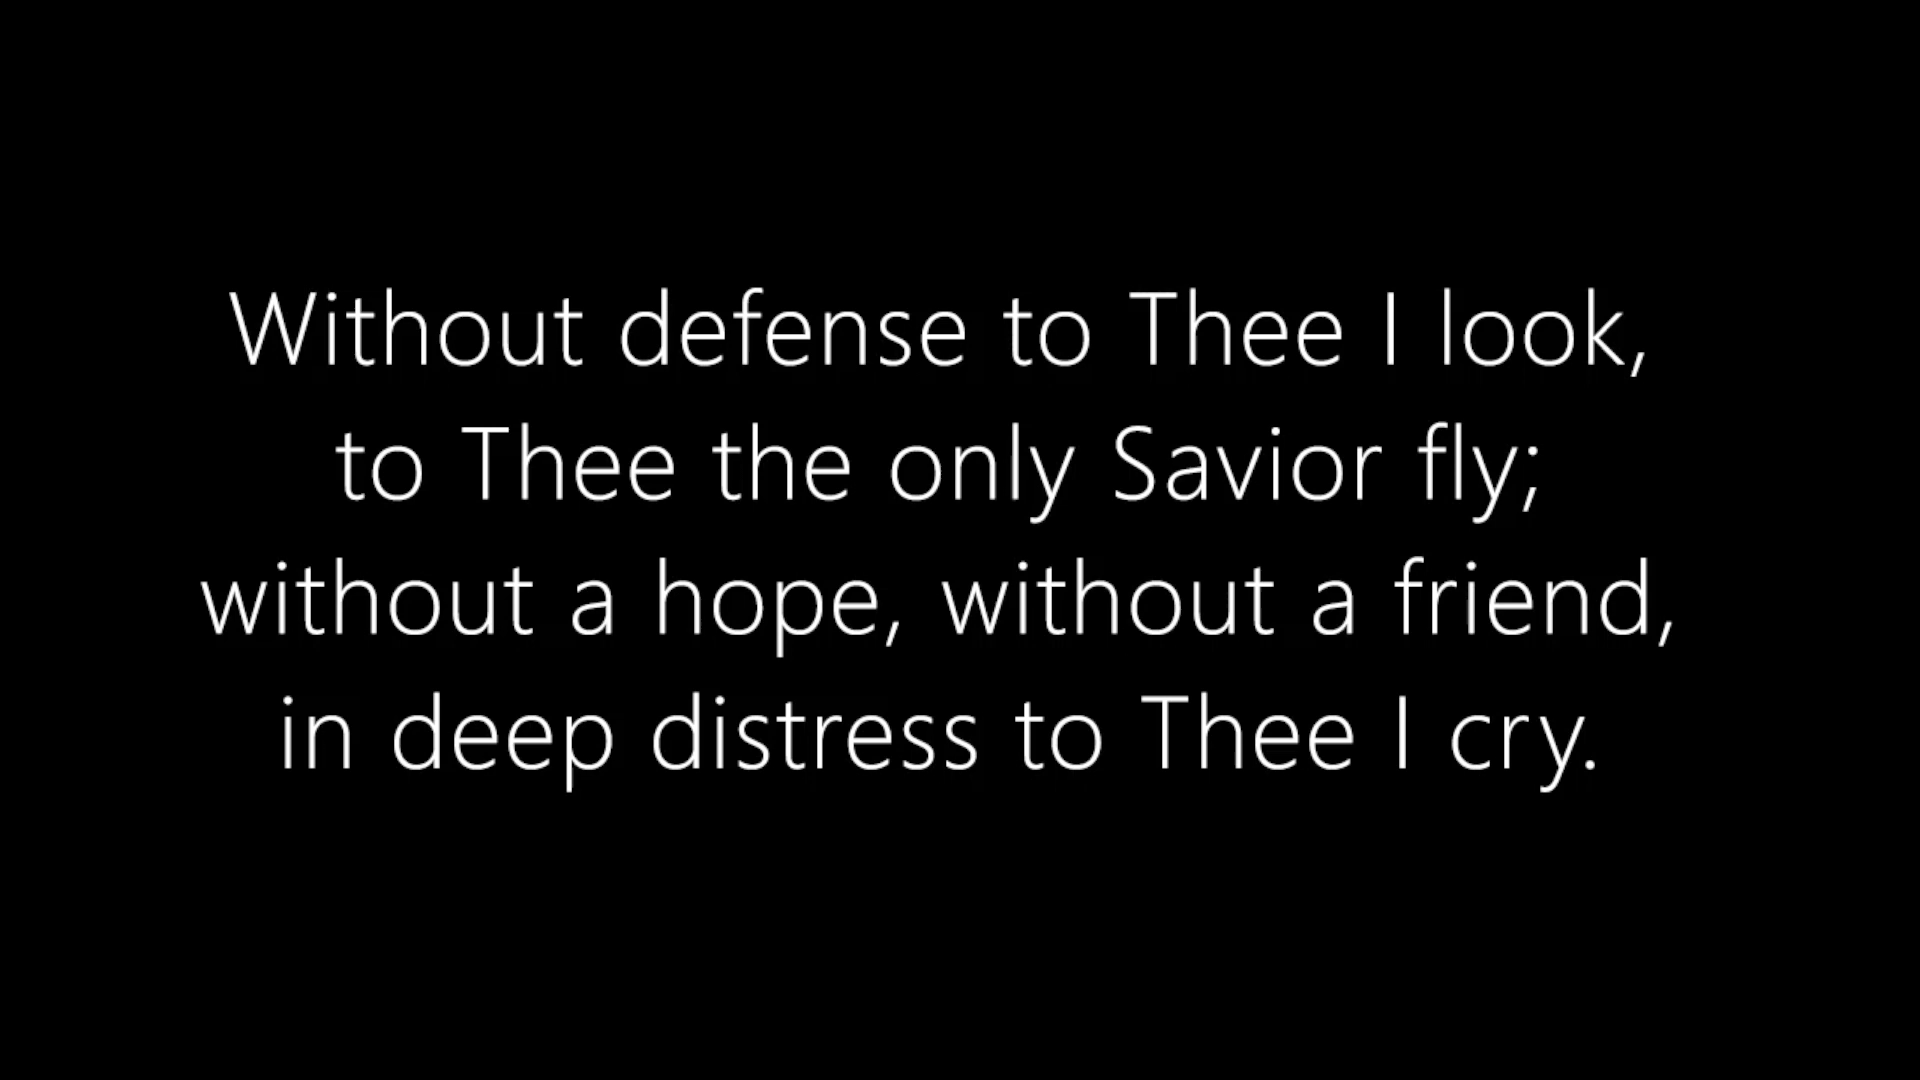 Without defense to Thee I look,
to Thee the only Savior fly;
without a hope, without a friend,
in deep distress to Thee I cry.